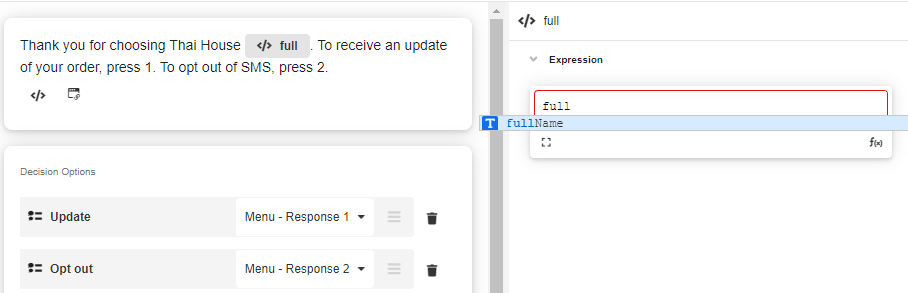 Thank you for choosing Thai House </> full . To receive an update
of your order, press 1. To opt out of SMS, press 2.
</>
Decision Options
Update Menu - Response 1
Opt out Menu - Response 2
</> full
Expression
full
T fullName
f(x)